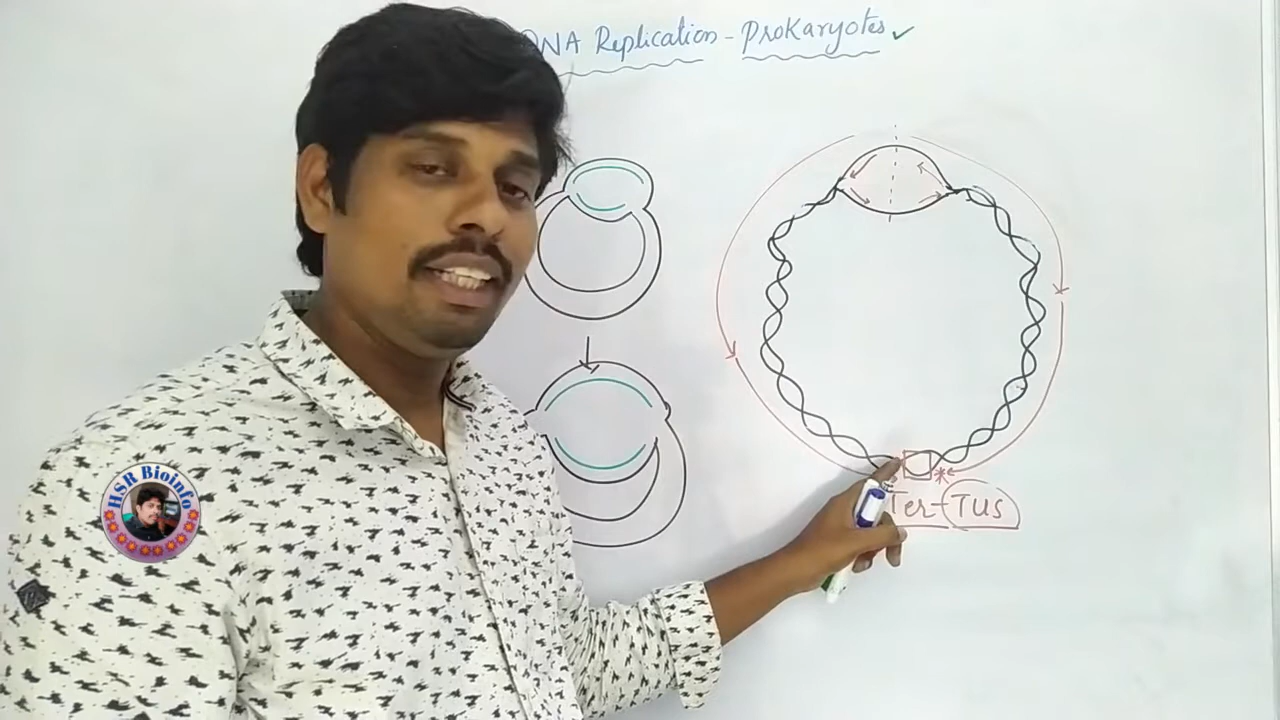 DNA Replication - Prokaryotes
Ter-Tus
HSR Bioinfo